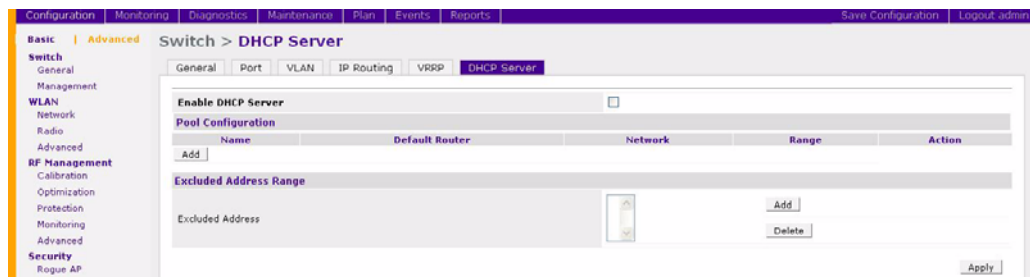 Configuration Monitoring Diagnostics Maintenance Plan Events Reports Save Configuration Logout admin
Basic | Advanced
Switch
General
Management
WLAN
Network
Radio
Advanced
RF Management
Calibration
Optimization
Protection
Monitoring
Advanced
Security
Rogue AP
Switch > DHCP Server
General Port VLAN IP Routing VRRP DHCP Server
Enable DHCP Server
Pool Configuration
Name Default Router Network Range Action
Add
Excluded Address Range
Excluded Address
Add
Delete
Apply